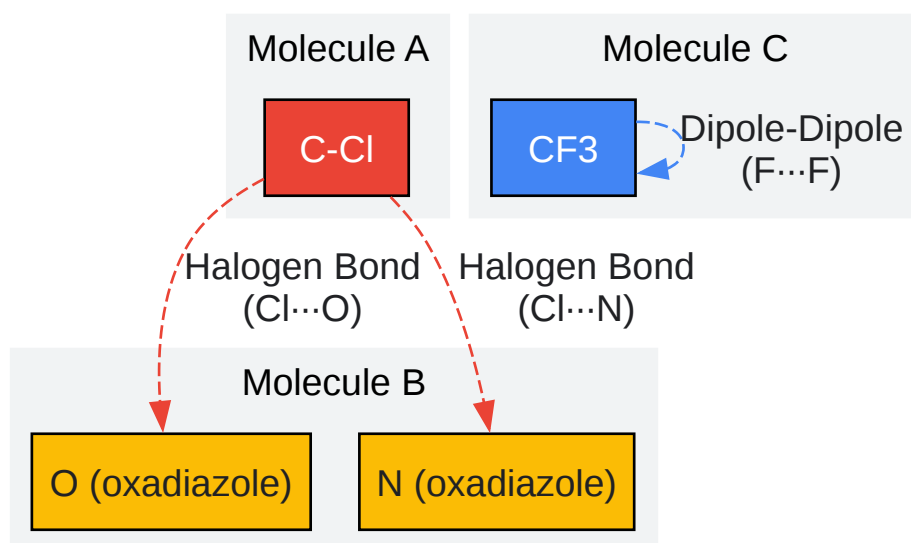 Molecule A
Molecule C
C-Cl
CF3
Dipole-Dipole
(F···F)
Halogen Bond
(Cl···O)
Halogen Bond
(Cl···N)
Molecule B
O (oxadiazole)
N (oxadiazole)